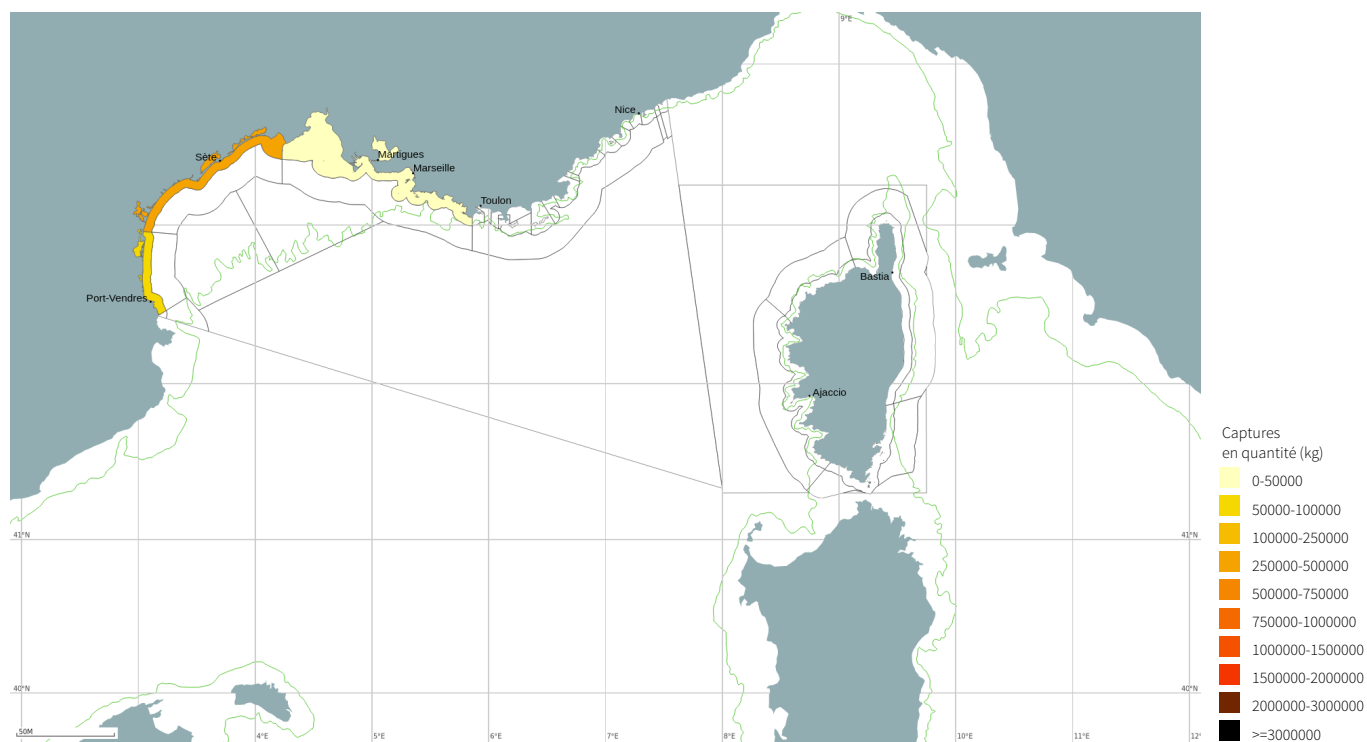 9°E
Nice
Sète
Martigues
Marseille
Toulon
Bastia
Port-Vendres
Ajaccio
Captures
en quantité (kg)
0-50000
50000-100000
100000-250000
250000-500000
500000-750000
750000-1000000
1000000-1500000
1500000-2000000
2000000-3000000
>=3000000
41°N
41°N
40°N
40°N
50M
4°E
5°E
6°E
7°E
8°E
9°E
10°E
11°E
12°